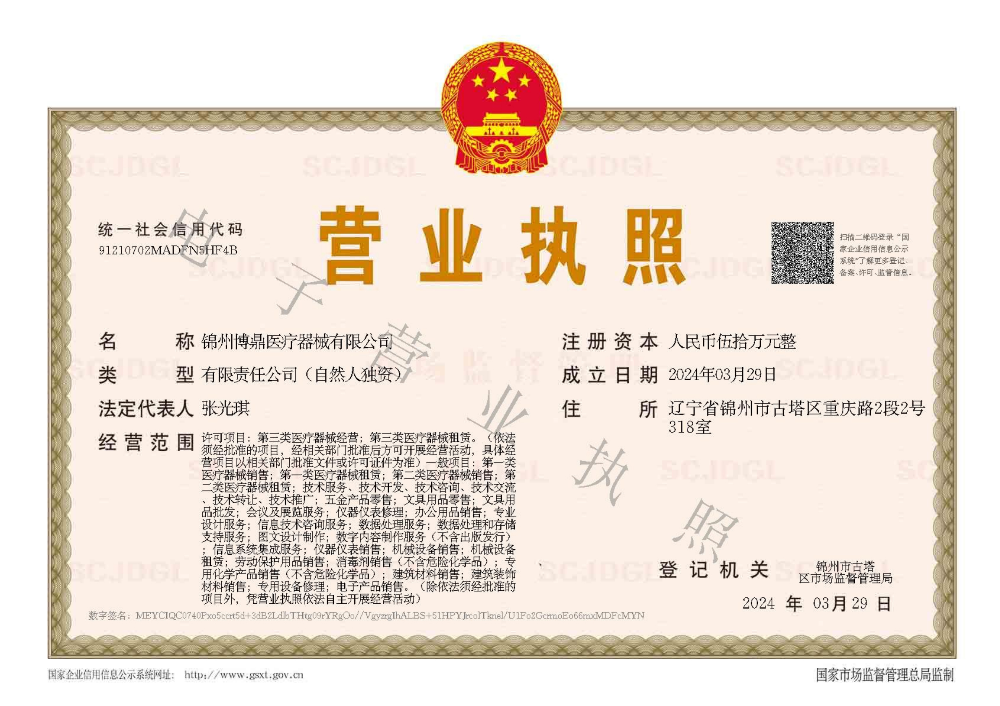 营业执照
统一社会信用代码
91210702MADFN5HF4B
扫描二维码登录“国
家企业信用信息公示
系统”了解更多登记、
备案、许可、监管信息。
名称 锦州博鼎医疗器械有限公司
类型 有限责任公司（自然人独资）
法定代表人 张光琪
经营范围 许可项目：第三类医疗器械经营；第三类医疗器械租赁。（依法
须经批准的项目，经相关部门批准后方可开展经营活动，具体经
营项目以相关部门批准文件或许可证件为准）一般项目：第一类
医疗器械销售；第一类医疗器械租赁；第二类医疗器械销售；第
二类医疗器械租赁；技术服务、技术开发、技术咨询、技术交流
、技术转让、技术推广；五金产品零售；文具用品零售；文具用
品批发；会议及展览服务；仪器仪表修理；办公用品销售；专业
设计服务；信息技术咨询服务；数据处理服务；数据处理和存储
支持服务；图文设计制作；数字内容制作服务（不含出版发行）
；信息系统集成服务；仪器仪表销售；机械设备销售；机械设备
租赁；劳动保护用品销售；消毒剂销售（不含危险化学品）；专
用化学产品销售（不含危险化学品）；建筑材料销售；建筑装饰
材料销售；专用设备修理；电子产品销售。（除依法须经批准的
项目外，凭营业执照依法自主开展经营活动）
注册资本 人民币伍拾万元整
成立日期 2024年03月29日
住所 辽宁省锦州市古塔区重庆路2段2号
318室
电子营业执照
登记机关 锦州市古塔
区市场监督管理局
2024 年 03月29 日
数字签名：MEYCIQC0740Pxo5ccrt5d+3dB2LdlbTHtg09rYRgOo//VgyzrgIhALBS+51HPYJrcolTknel/U1Fo2GcrmoEo66mxMDFcMYN
国家企业信用信息公示系统网址： http://www.gsxt.gov.cn
国家市场监督管理总局监制
SCJDGL